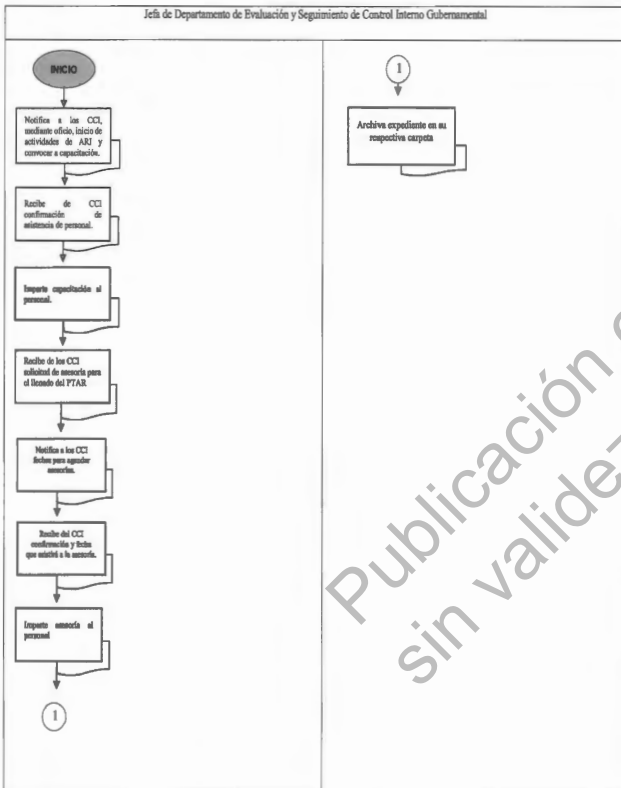 Jefa de Departamento de Evaluación y Seguimiento de Control Interno Gubernamental
INICIO
Notifica a los CCI,
mediante oficio, inicio de
actividades de ARI y
convocar a capacitación.
Recibe de CCI
confirmación de
asistencia de personal.
Imparte capacitación al
personal.
Recibe de los CCI
solicitud de asesoría para
el llenado del PTAR
Notifica a los CCI
fechas para agendar
asesorías.
Recibe del CCI
confirmación y fecha
que asistirá a la asesoría.
Imparte asesoría al
personal
1
1
Archiva expediente en su
respectiva carpeta
Publicación
sin validez